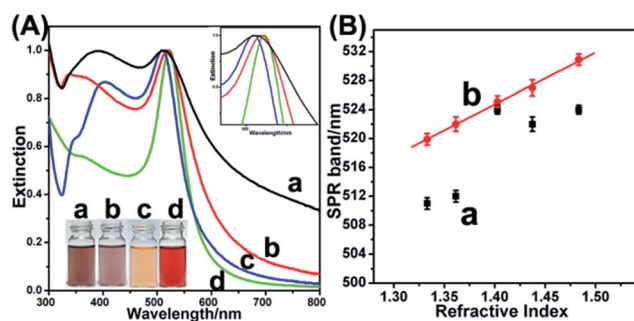 (A)
Extinction
1.0
0.8
0.6
0.4
0.2
0.0
300
400
500
600
700
800
Wavelength/nm
a
b
c
d
a b c d
Extinction
1.0
Wavelength/nm
(B)
SPR band/nm
532
528
524
520
516
512
508
504
500
1.30
1.35
1.40
1.45
1.50
Refractive Index
b
a